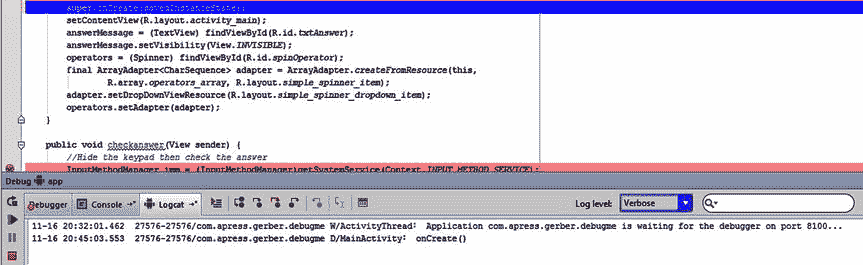 super.onCreate(savedInstanceState);
setContentView(R.layout.activity_main);
answerMessage = (TextView) findViewById(R.id.txtAnswer);
answerMessage.setVisibility(View.INVISIBLE);
operators = (Spinner) findViewById(R.id.spinOperator);
final ArrayAdapter<CharSequence> adapter = ArrayAdapter.createFromResource(this,
R.array.operators_array, R.layout.simple_spinner_item);
adapter.setDropDownViewResource(R.layout.simple_spinner_dropdown_item);
operators.setAdapter(adapter);
}
public void checkanswer(View sender) {
//Hide the keypad then check the answer
InputMethodManager imm = (InputMethodManager)getSystemService(Context.INPUT_METHOD_SERVICE);
Debug app
Debugger Console Logcat Log level: Verbose
11-16 20:32:01.462 27576-27576/com.apress.gerber.debugme W/ActivityThread: Application com.apress.gerber.debugme is waiting for the debugger on port 8100...
11-16 20:45:03.553 27576-27576/com.apress.gerber.debugme D/MainActivity: onCreate()